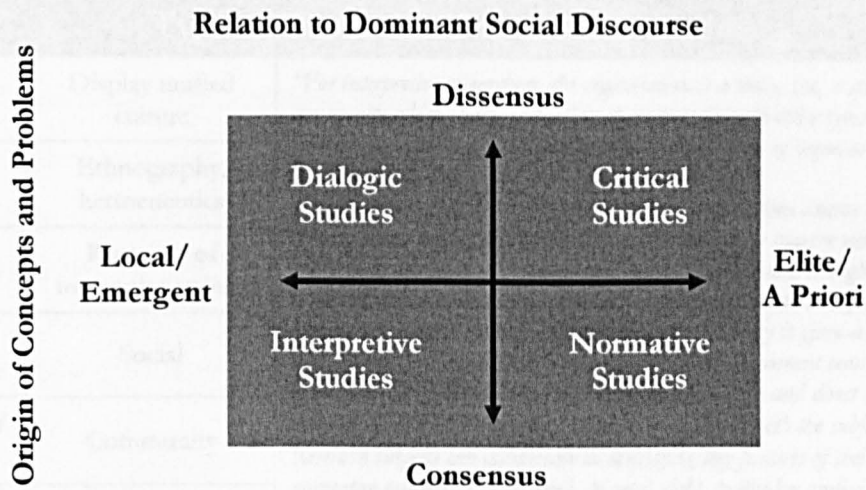 Relation to Dominant Social Discourse
Origin of Concepts and Problems
Dissensus
Dialogic
Studies
Critical
Studies
Local/
Emergent
Elite/
A Priori
Interpretive
Studies
Normative
Studies
Consensus